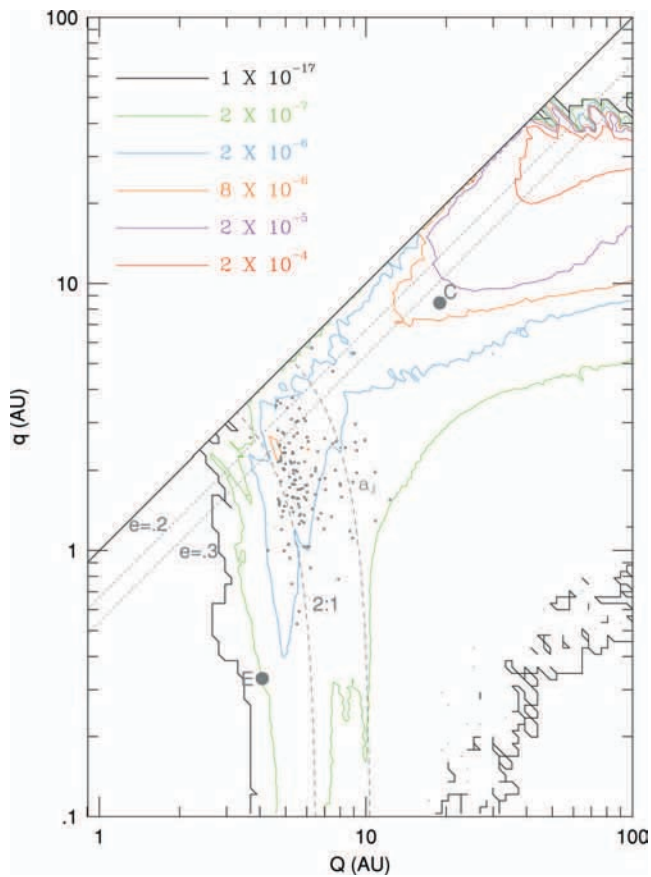 100
1 X 10⁻¹⁷
2 X 10⁻⁷
2 X 10⁻⁶
8 X 10⁻⁶
2 X 10⁻⁵
2 X 10⁻⁴
10
C
q (AU)
a_J
e=.2
e=.3
1
2:1
E
.1
1
10
100
Q (AU)